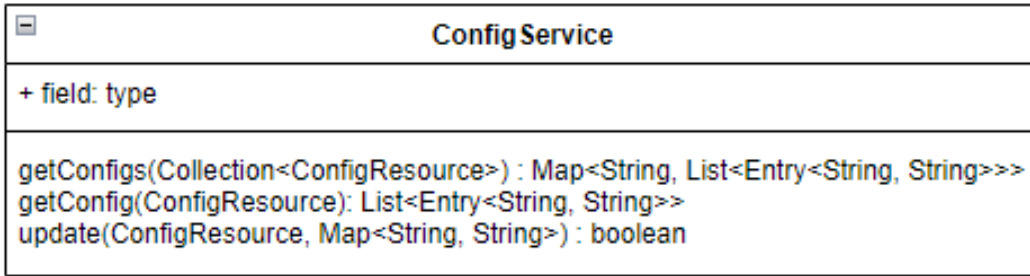 ConfigService
+ field: type
getConfigs(Collection<ConfigResource>) : Map<String, List<Entry<String, String>>>
getConfig(ConfigResource): List<Entry<String, String>>
update(ConfigResource, Map<String, String>) : boolean